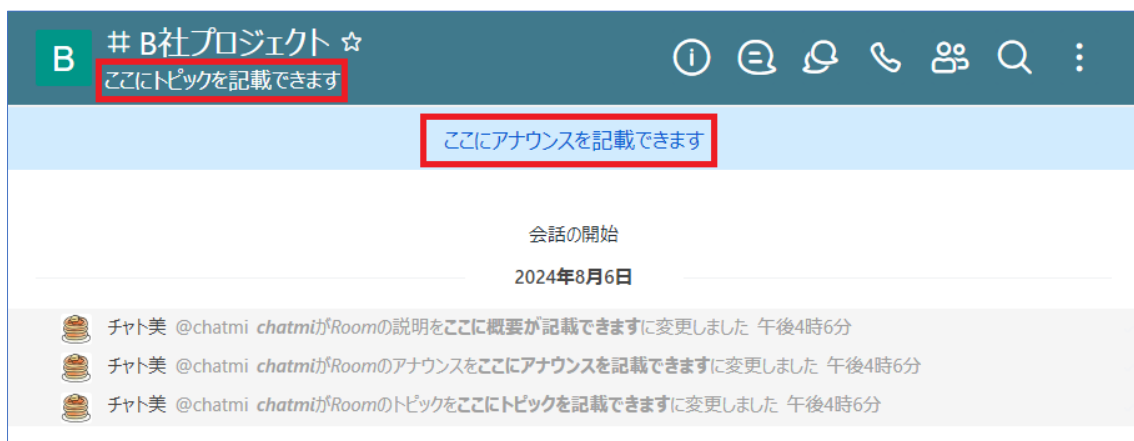 B
# B社プロジェクト ☆
ここにトピックを記載できます
ここにアナウンスを記載できます
会話の開始
2024年8月6日
チャト美 @chatmi chatmiがRoomの説明をここに概要が記載できますに変更しました 午後4時6分
チャト美 @chatmi chatmiがRoomのアナウンスをここにアナウンスを記載できますに変更しました 午後4時6分
チャト美 @chatmi chatmiがRoomのトピックをここにトピックを記載できますに変更しました 午後4時6分